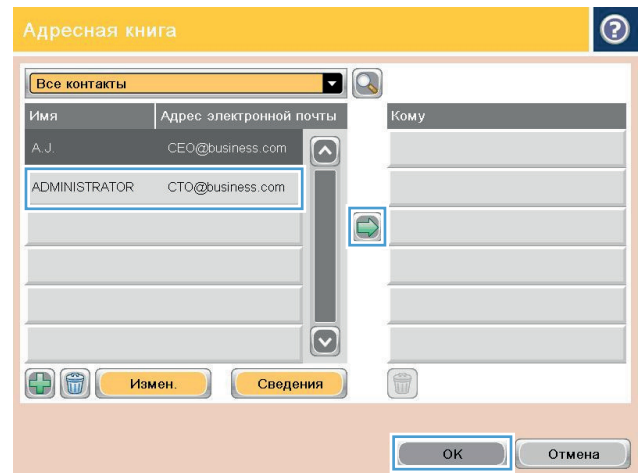 Адресная книга
?
Все контакты
Имя Адрес электронной почты Кому
A.J. CEO@business.com
ADMINISTRATOR CTO@business.com
Измен. Сведения
OK Отмена